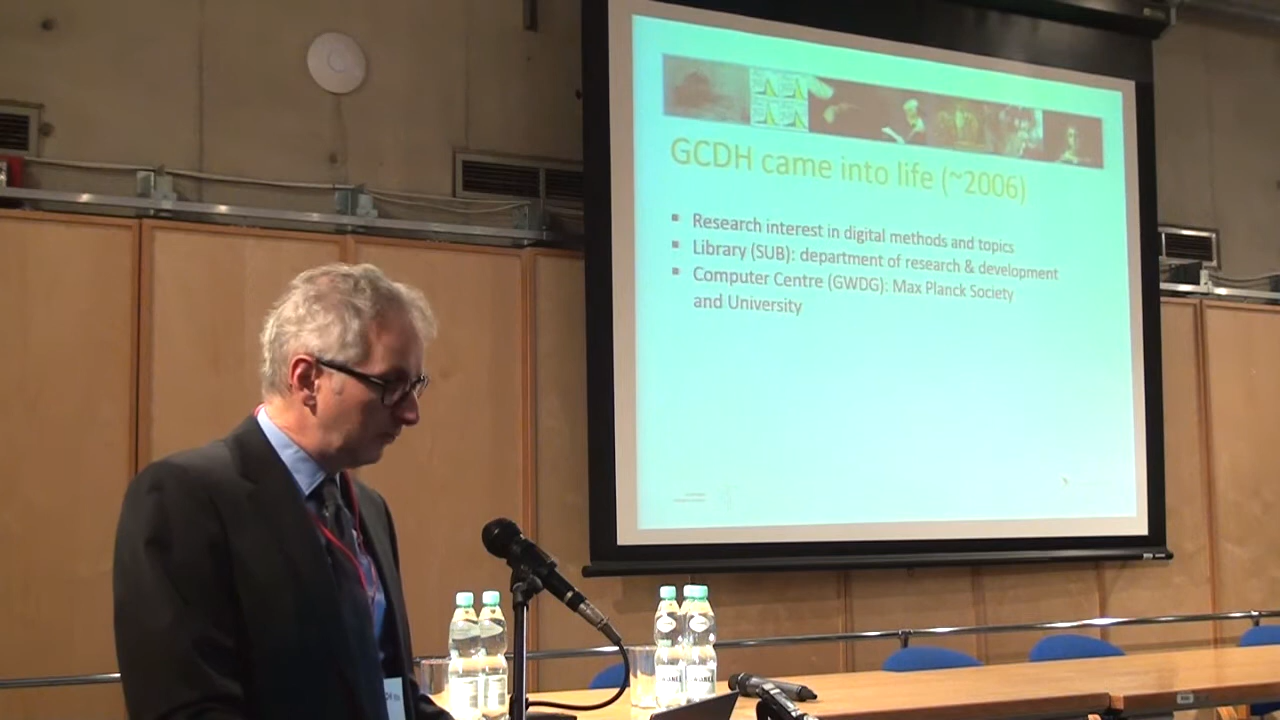 GCDH came into life (~2006)
Research interest in digital methods and topics
Library (SUB): department of research & development
Computer Centre (GWDG): Max Planck Society
and University